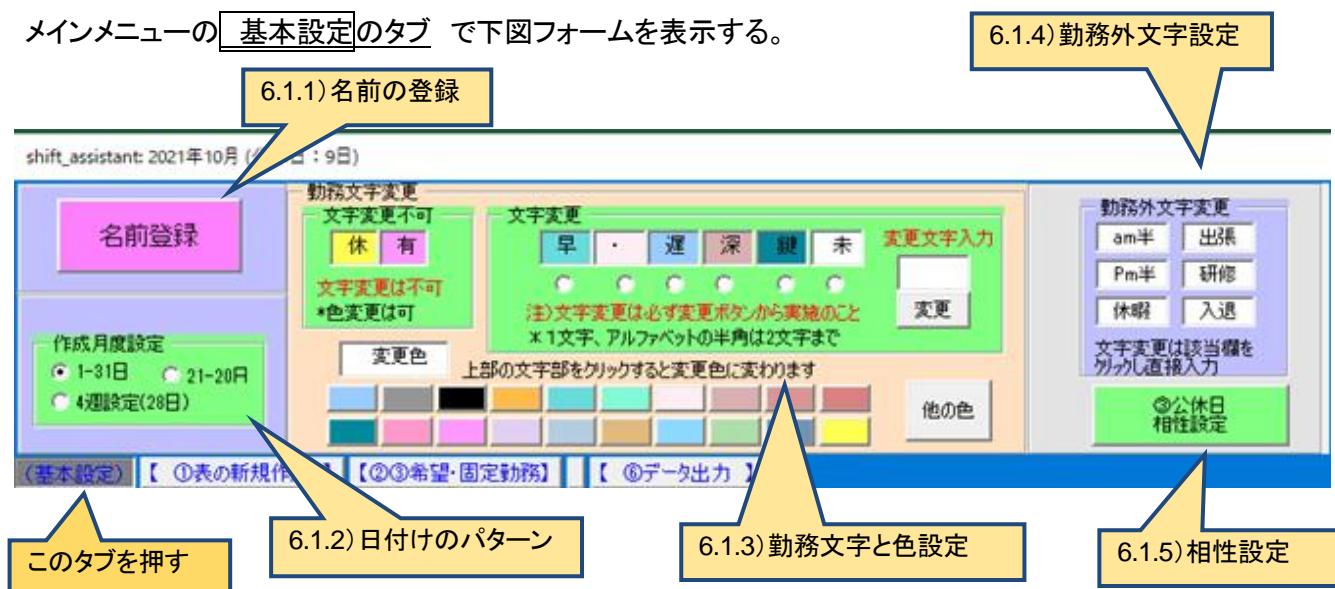 メインメニューの 基本設定のタブ で下図フォームを表示する。
6.1.4)勤務外文字設定
6.1.1)名前の登録
shift_assistant: 2021年10月 (
日:9日)
名前登録
勤務文字変更
文字変更不可
休 有
文字変更は不可
*色変更は可
文字変更
早 ・ 遅 深 鍵 未
変更文字入力
変更
注)文字変更は必ず変更ボタンから実施のこと
*1文字、アルファベットの半角は2文字まで
勤務外文字変更
am半 出張
Pm半 研修
休暇 入退
文字変更は該当欄を
クリックし直接入力
作成月度設定
1-31日 21-20日
4週設定(28日)
変更色
上部の文字部をクリックすると変更色に変わります
他の色
③公休日
相性設定
(基本設定) 【 ①表の新規作 】 【②③希望・固定勤務】 【 ⑥データ出力 】
このタブを押す
6.1.2)日付けのパターン
6.1.3)勤務文字と色設定
6.1.5)相性設定